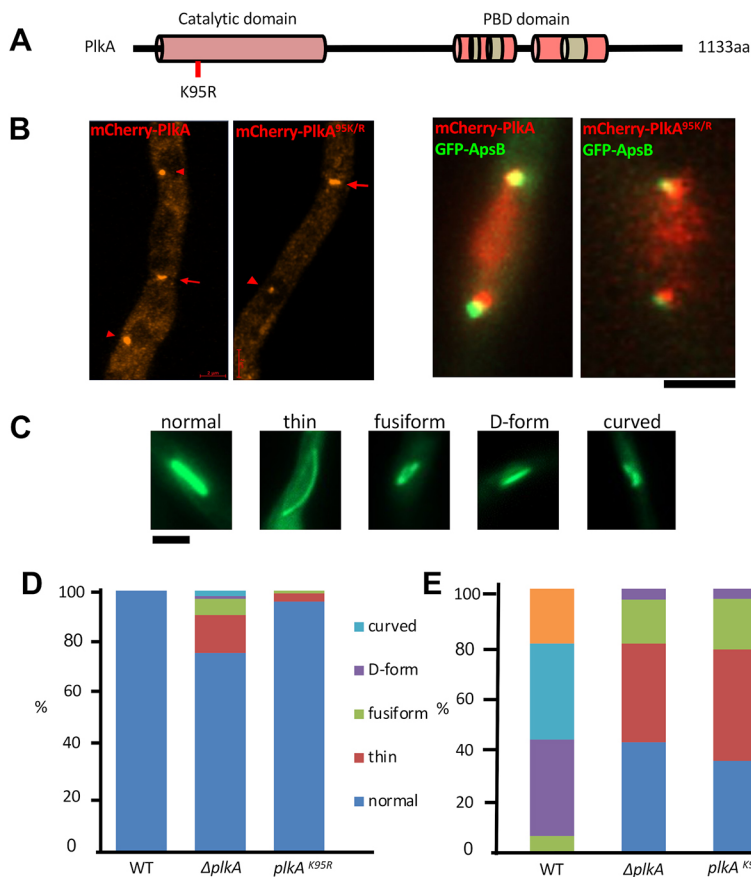 A
Catalytic domain
PBD domain
PlkA
1133aa
K95R
B
mCherry-PlkA
mCherry-PlkA95K/R
mCherry-PlkA
GFP-ApsB
mCherry-PlkA95K/R
GFP-ApsB
C
normal
thin
fusiform
D-form
curved
D
%
100
80
60
40
20
0
WT
ΔplkA
plkA K95R
curved
D-form
fusiform
thin
normal
E
%
100
80
60
40
20
0
WT
ΔplkA
plkA